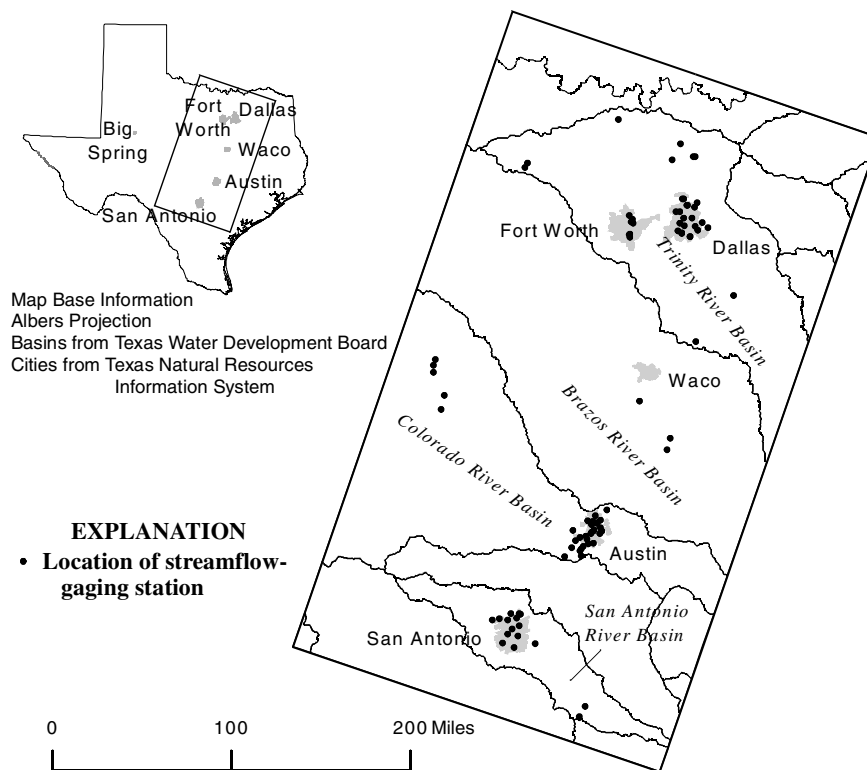 Fort
Worth
Dallas
Big
Spring
Waco
Austin
San Antonio
Map Base Information
Albers Projection
Basins from Texas Water Development Board
Cities from Texas Natural Resources
Information System
EXPLANATION
• Location of streamflow-
gaging station
0 100 200 Miles
Fort Worth
Dallas
Trinity River Basin
Waco
Brazos River Basin
Colorado River Basin
Austin
San Antonio
San Antonio
River Basin